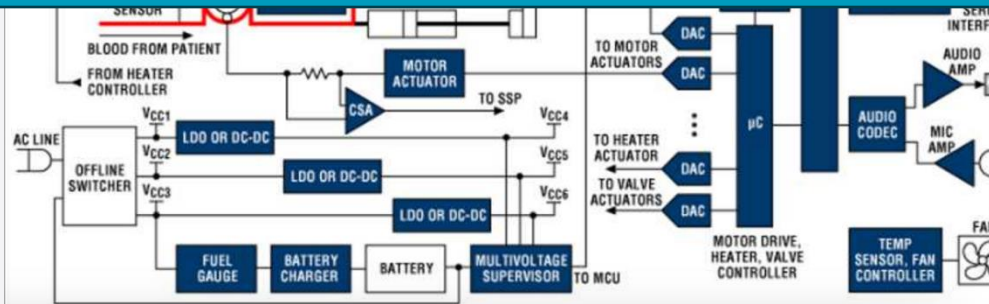 SENSOR
BLOOD FROM PATIENT
FROM HEATER
CONTROLLER
MOTOR
ACTUATOR
CSA
TO SSP
AC LINE
OFFLINE
SWITCHER
VCC1
LDO OR DC-DC
VCC4
VCC2
LDO OR DC-DC
VCC5
VCC3
LDO OR DC-DC
VCC6
FUEL
GAUGE
BATTERY
CHARGER
BATTERY
MULTIVOLTAGE
SUPERVISOR
TO MCU
TO MOTOR
ACTUATORS
DAC
DAC
TO HEATER
ACTUATOR
DAC
TO VALVE
ACTUATORS
DAC
µC
MOTOR DRIVE,
HEATER, VALVE
CONTROLLER
AUDIO
AMP
AUDIO
CODEC
MIC
AMP
TEMP
SENSOR, FAN
CONTROLLER